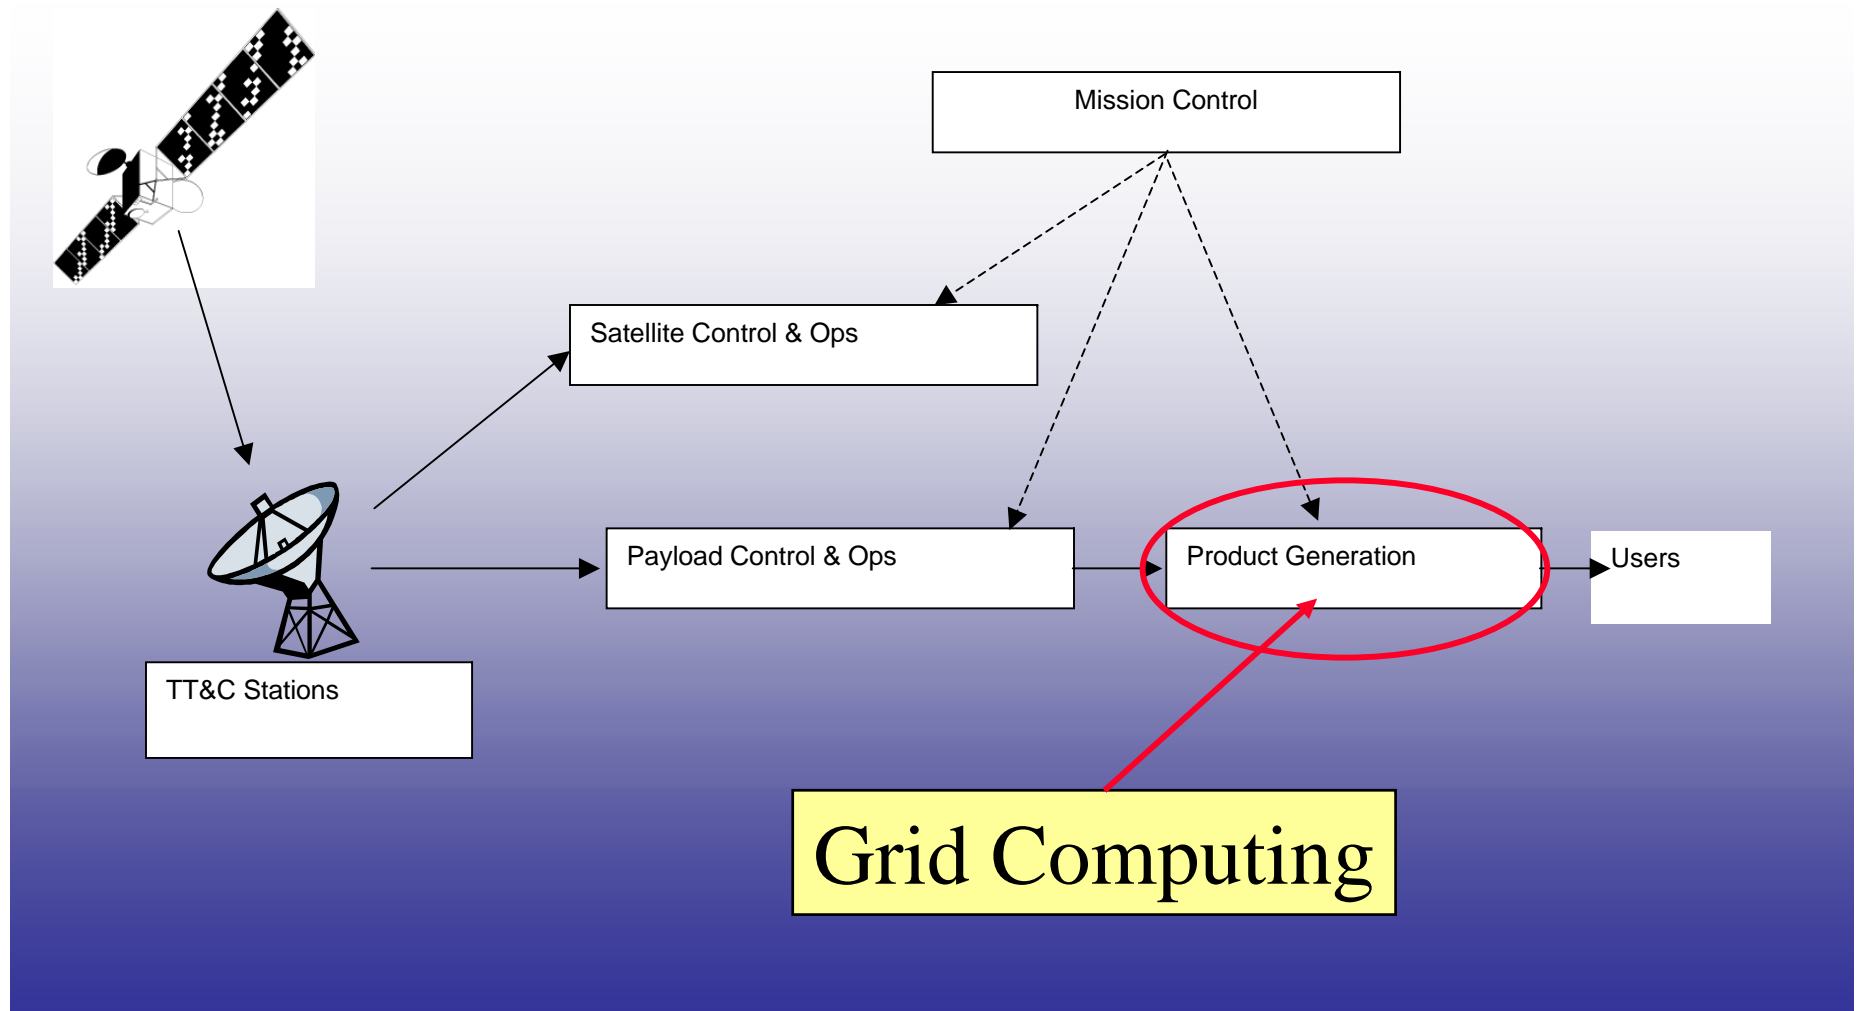 Mission Control
Satellite Control & Ops
Payload Control & Ops
Product Generation
Users
TT&C Stations
Grid Computing